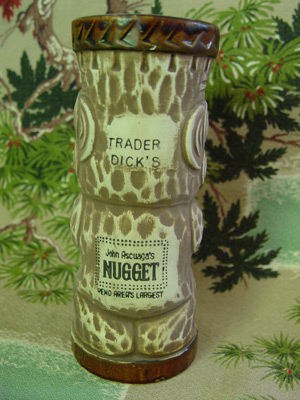 TRADER
DICK'S
John Ascuaga's
NUGGET
RENO AREA'S LARGEST